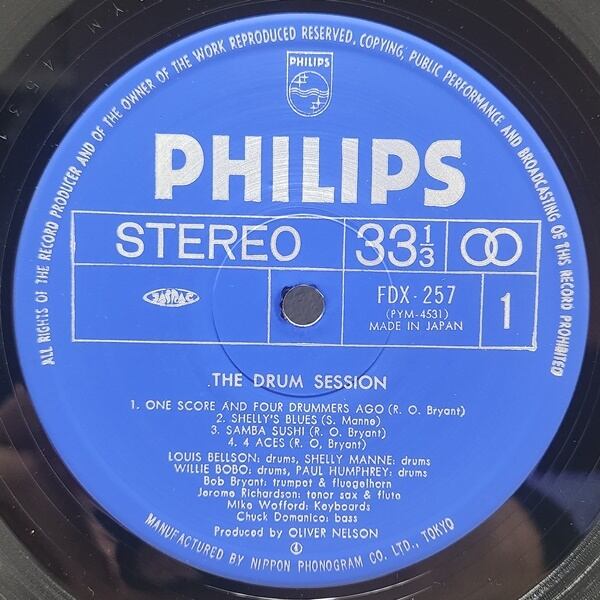 ALL RIGHTS OF THE RECORD PRODUCER AND OF THE OWNER OF THE WORK REPRODUCED RESERVED. COPYING, PUBLIC PERFORMANCE AND BROADCASTING OF THIS RECORD PROHIBITED
PHILIPS
PHILIPS
STEREO 33 1/3
JASRAC
FDX-257
(PYM-4531)
MADE IN JAPAN
1
THE DRUM SESSION
1. ONE SCORE AND FOUR DRUMMERS AGO (R. O. Bryant)
2. SHELLY'S BLUES (S. Manne)
3. SAMBA SUSHI (R. O. Bryant)
4. 4 ACES (R. O. Bryant)
LOUIS BELLSON: drums, SHELLY MANNE: drums
WILLIE BOBO: drums, PAUL HUMPHREY: drums
Bob Bryant: trumpet & fluogelhorn
Jerome Richardson: tenor sax & flute
Mike Wofford: Keyboards
Chuck Domanico: bass
Produced by OLIVER NELSON
MANUFACTURED BY NIPPON PHONOGRAM CO. LTD., TOKYO